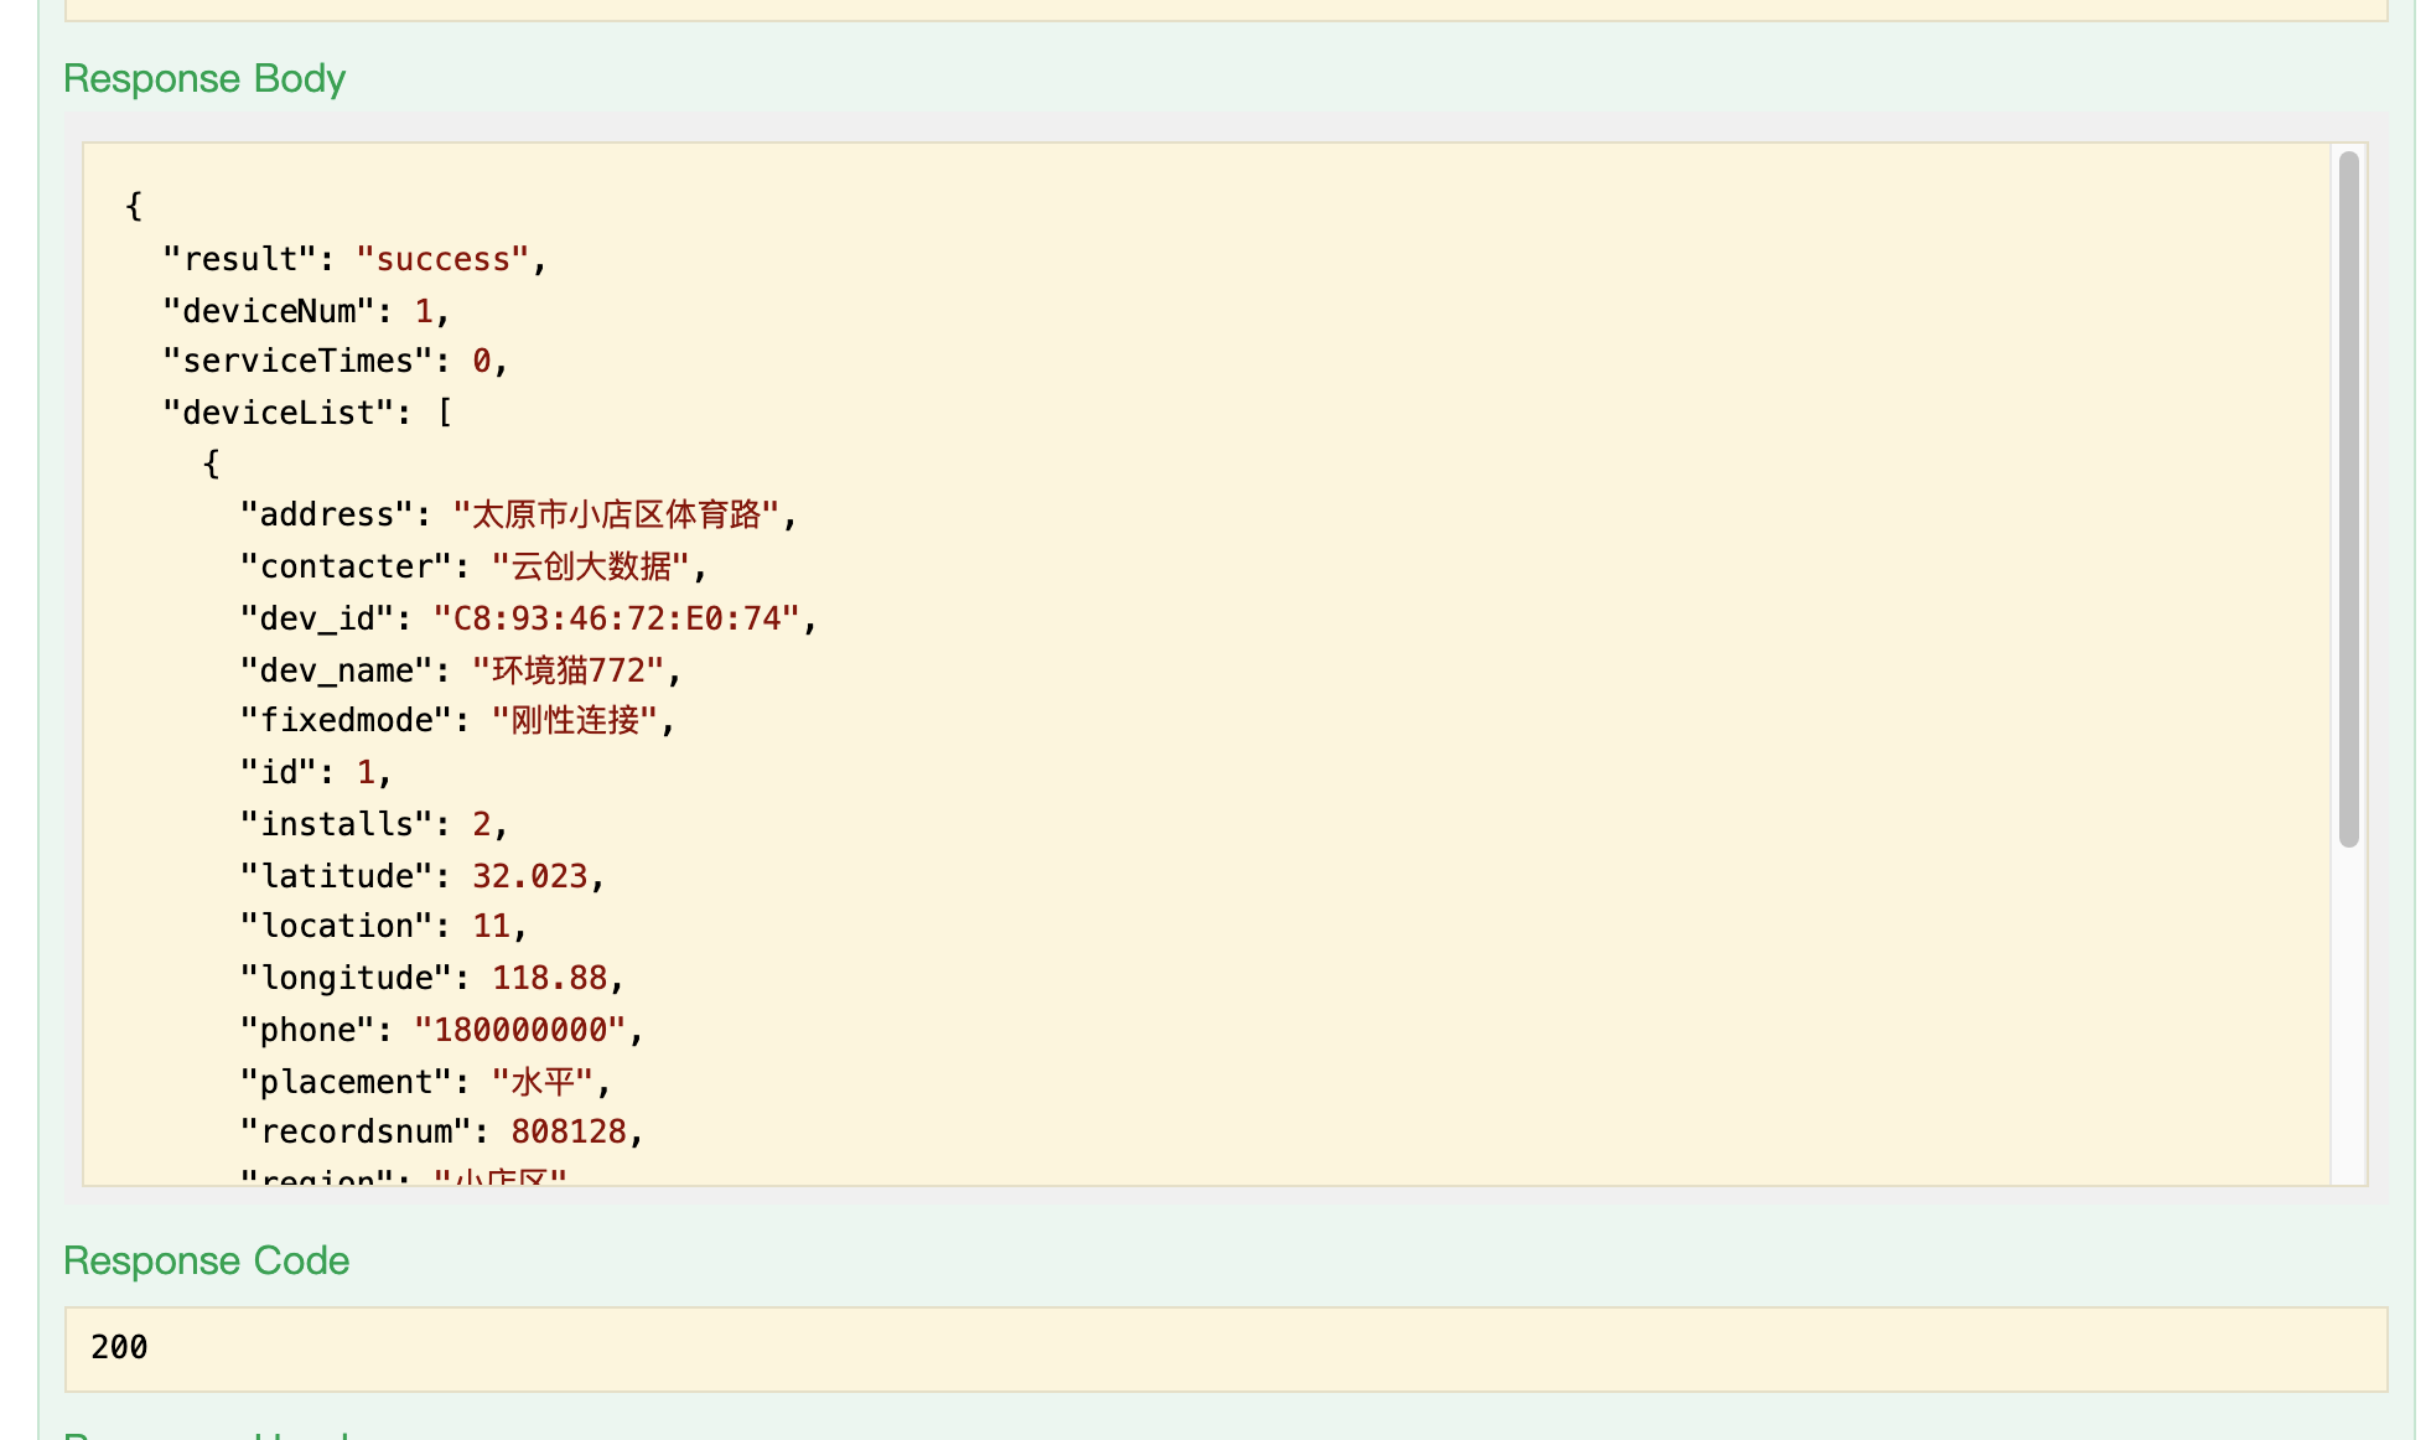 Response Body
{
"result": "success",
"deviceNum": 1,
"serviceTimes": 0,
"deviceList": [
{
"address": "太原市小店区体育路",
"contacter": "云创大数据",
"dev_id": "C8:93:46:72:E0:74",
"dev_name": "环境猫772",
"fixedmode": "刚性连接",
"id": 1,
"installs": 2,
"latitude": 32.023,
"location": 11,
"longitude": 118.88,
"phone": "180000000",
"placement": "水平",
"recordsnum": 808128,
"region": "小店区"
Response Code
200